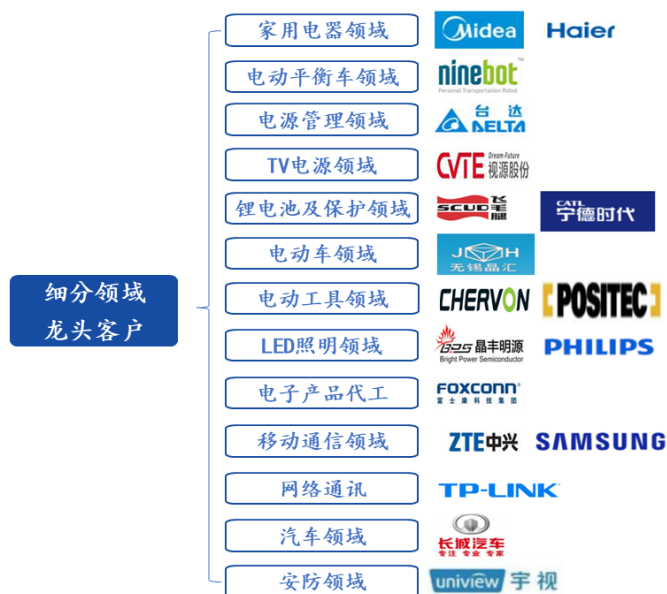 家用电器领域
Midea Haier
电动平衡车领域
ninebot
Personal Transportation Robot
电源管理领域
台达
DELTA
TV电源领域
CVTE Dream·Future
视源股份
锂电池及保护领域
SCUD 飞毛腿
CATL
宁德时代
电动车领域
JH
无锡晶汇
细分领域
龙头客户
电动工具领域
CHERVON POSITEC
LED照明领域
BPS 晶丰明源
Bright Power Semiconductor
PHILIPS
电子产品代工
FOXCONN
富士康科技集团
移动通信领域
ZTE中兴 SAMSUNG
网络通讯
TP-LINK
汽车领域
长城汽车
专注 专业 专家
安防领域
uniview 宇视